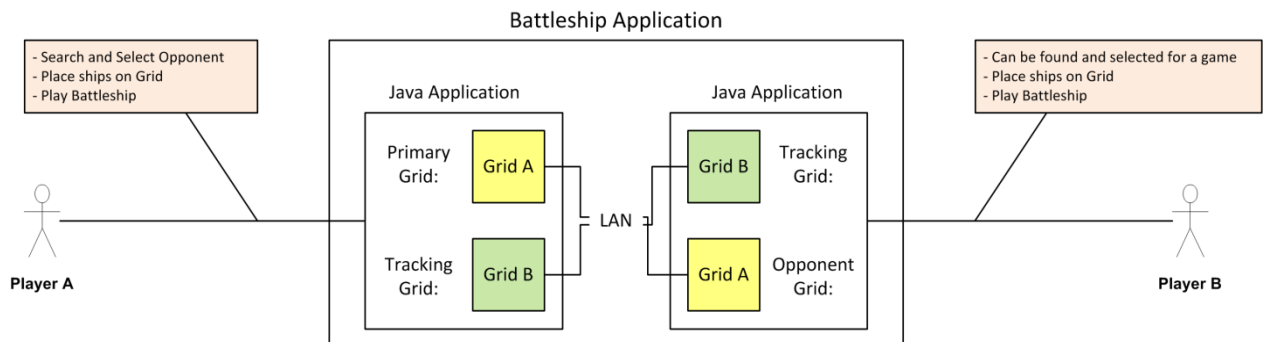 Battleship Application
- Search and Select Opponent
- Place ships on Grid
- Play Battleship
- Can be found and selected for a game
- Place ships on Grid
- Play Battleship
Java Application
Java Application
Primary
Grid:
Grid A
Grid B
Tracking
Grid:
LAN
Tracking
Grid:
Grid B
Grid A
Opponent
Grid:
Player A
Player B